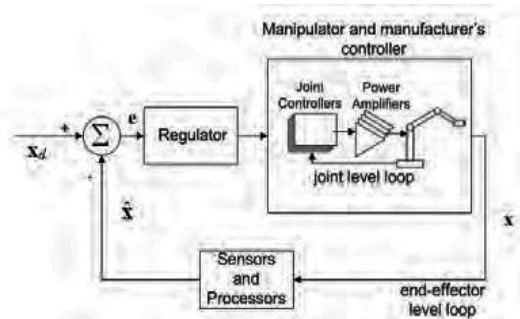 Manipulator and manufacturer's
controller
Joint
Controllers
Power
Amplifiers
joint level loop
+
Σ
e
Regulator
x_d
-
x̂
x
Sensors
and
Processors
end-effector
level loop